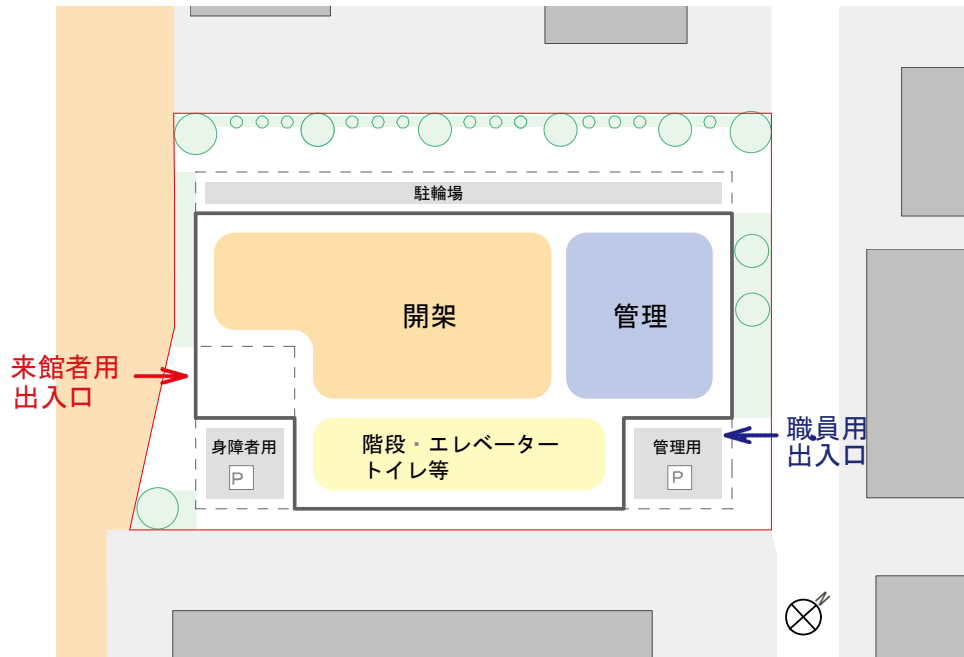 駐輪場
開架
管理
来館者用
出入口
身障者用
P
階段・エレベーター
トイレ等
管理用
P
職員用
出入口
N